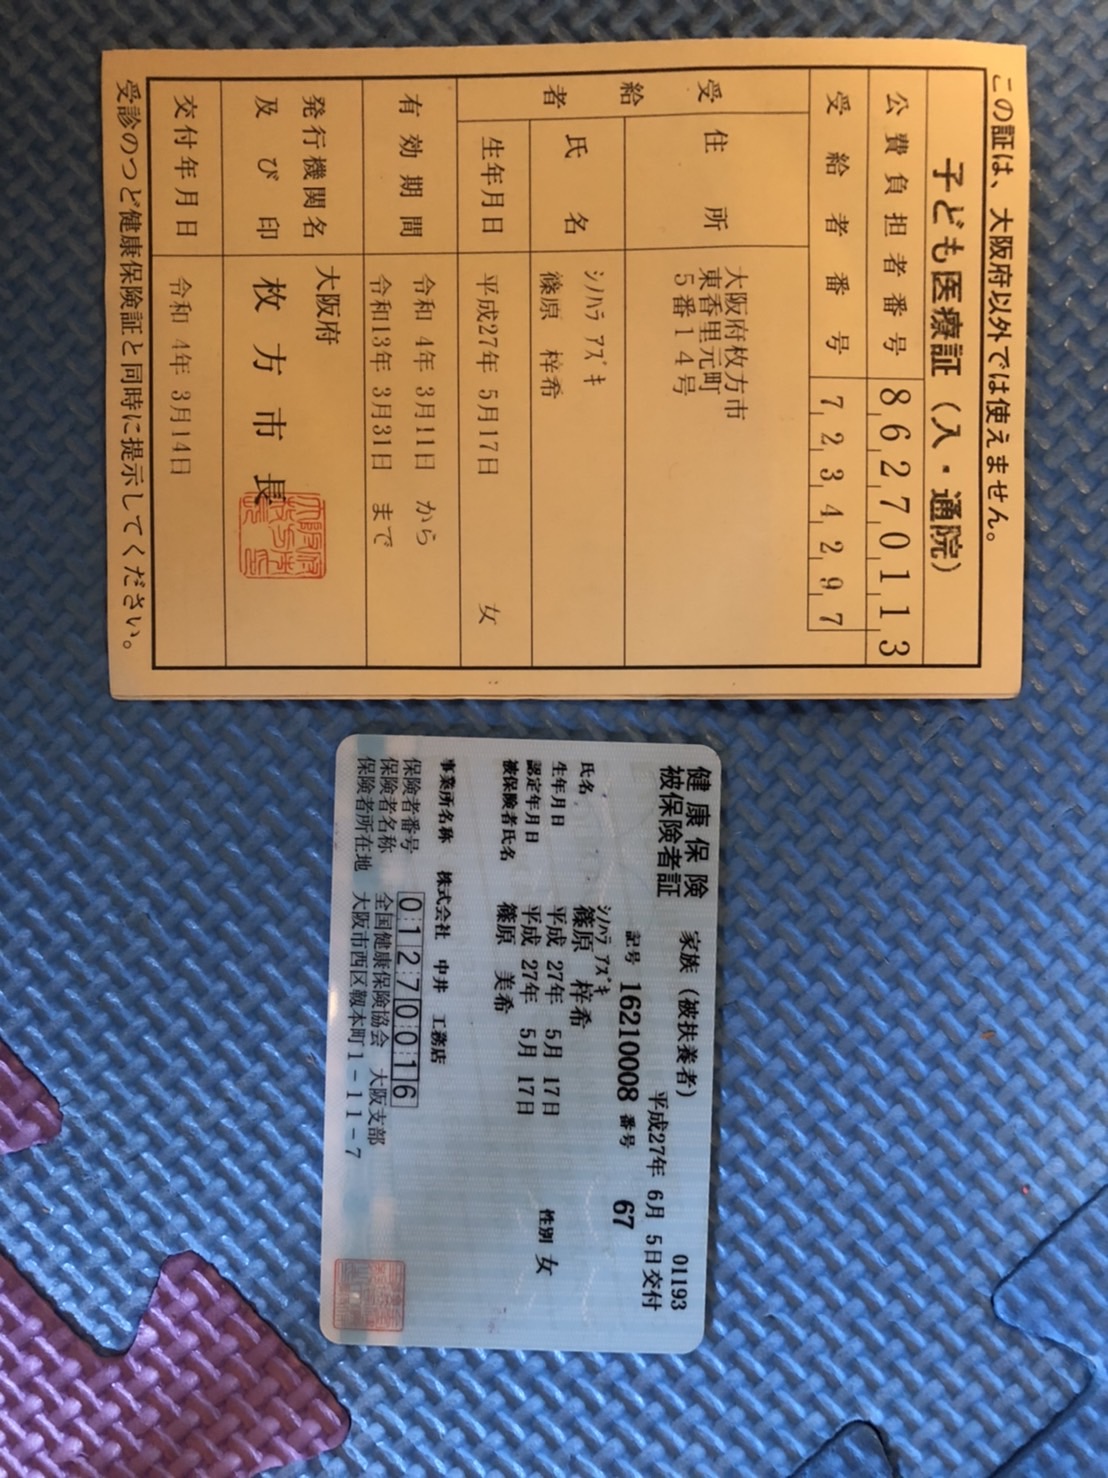 この証は、大阪府以外では使えません。
子ども医療証（入・通院）
公費負担者番号 86270113
受給者番号 7234297
受給者
住所 大阪府枚方市
東香里元町
5番14号
氏名 シノハラ アズキ
篠原 梓希
生年月日 平成27年 5月17日 女
有効期間 令和 4年 3月11日 から
令和13年 3月31日 まで
発行機関名 大阪府
及び印 枚方市長
交付年月日 令和 4年 3月14日
受診のつど健康保険証と同時に提示してください。
健康保険 家族（被扶養者） 01193
被保険者証 平成27年 6月 5日交付
記号 16210008 番号 67
シノハラ アズキ
氏名 篠原 梓希
生年月日 平成 27年 5月 17日 性別 女
認定年月日 平成 27年 5月 17日
被保険者氏名 篠原 美希
事業所名称 株式会社 中井 工務店
保険者番号 01270016
保険者名称 全国健康保険協会 大阪支部
保険者所在地 大阪市西区靱本町1-11-7